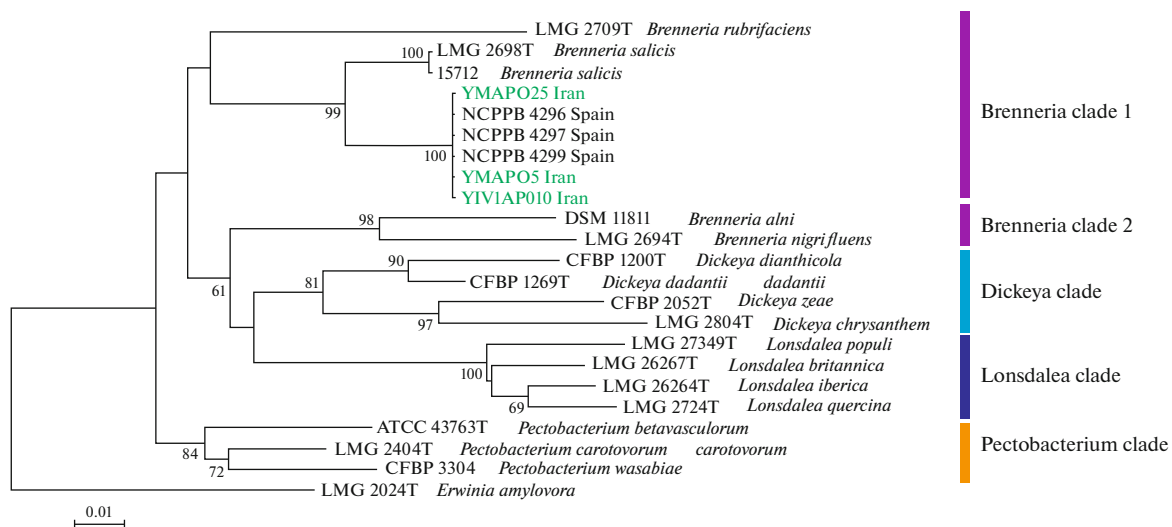 LMG 2709T Brenneria rubrifaciens
100 LMG 2698T Brenneria salicis
15712 Brenneria salicis
YMAPO25 Iran
99 NCPPB 4296 Spain
Brenneria clade 1
NCPPB 4297 Spain
100 NCPPB 4299 Spain
YMAPO5 Iran
YIV1AP010 Iran
98 DSM 11811 Brenneria alni
Brenneria clade 2
LMG 2694T Brenneria nigrifluens
90 CFBP 1200T Dickeya dianthicola
61 81 CFBP 1269T Dickeya dadantii dadantii
Dickeya clade
CFBP 2052T Dickeya zeae
97 LMG 2804T Dickeya chrysanthem
LMG 27349T Lonsdalea populi
100 LMG 26267T Lonsdalea britannica
Lonsdalea clade
LMG 26264T Lonsdalea iberica
69 LMG 2724T Lonsdalea quercina
ATCC 43763T Pectobacterium betavasculorum
84 LMG 2404T Pectobacterium carotovorum carotovorum
Pectobacterium clade
72 CFBP 3304 Pectobacterium wasabiae
LMG 2024T Erwinia amylovora
0.01